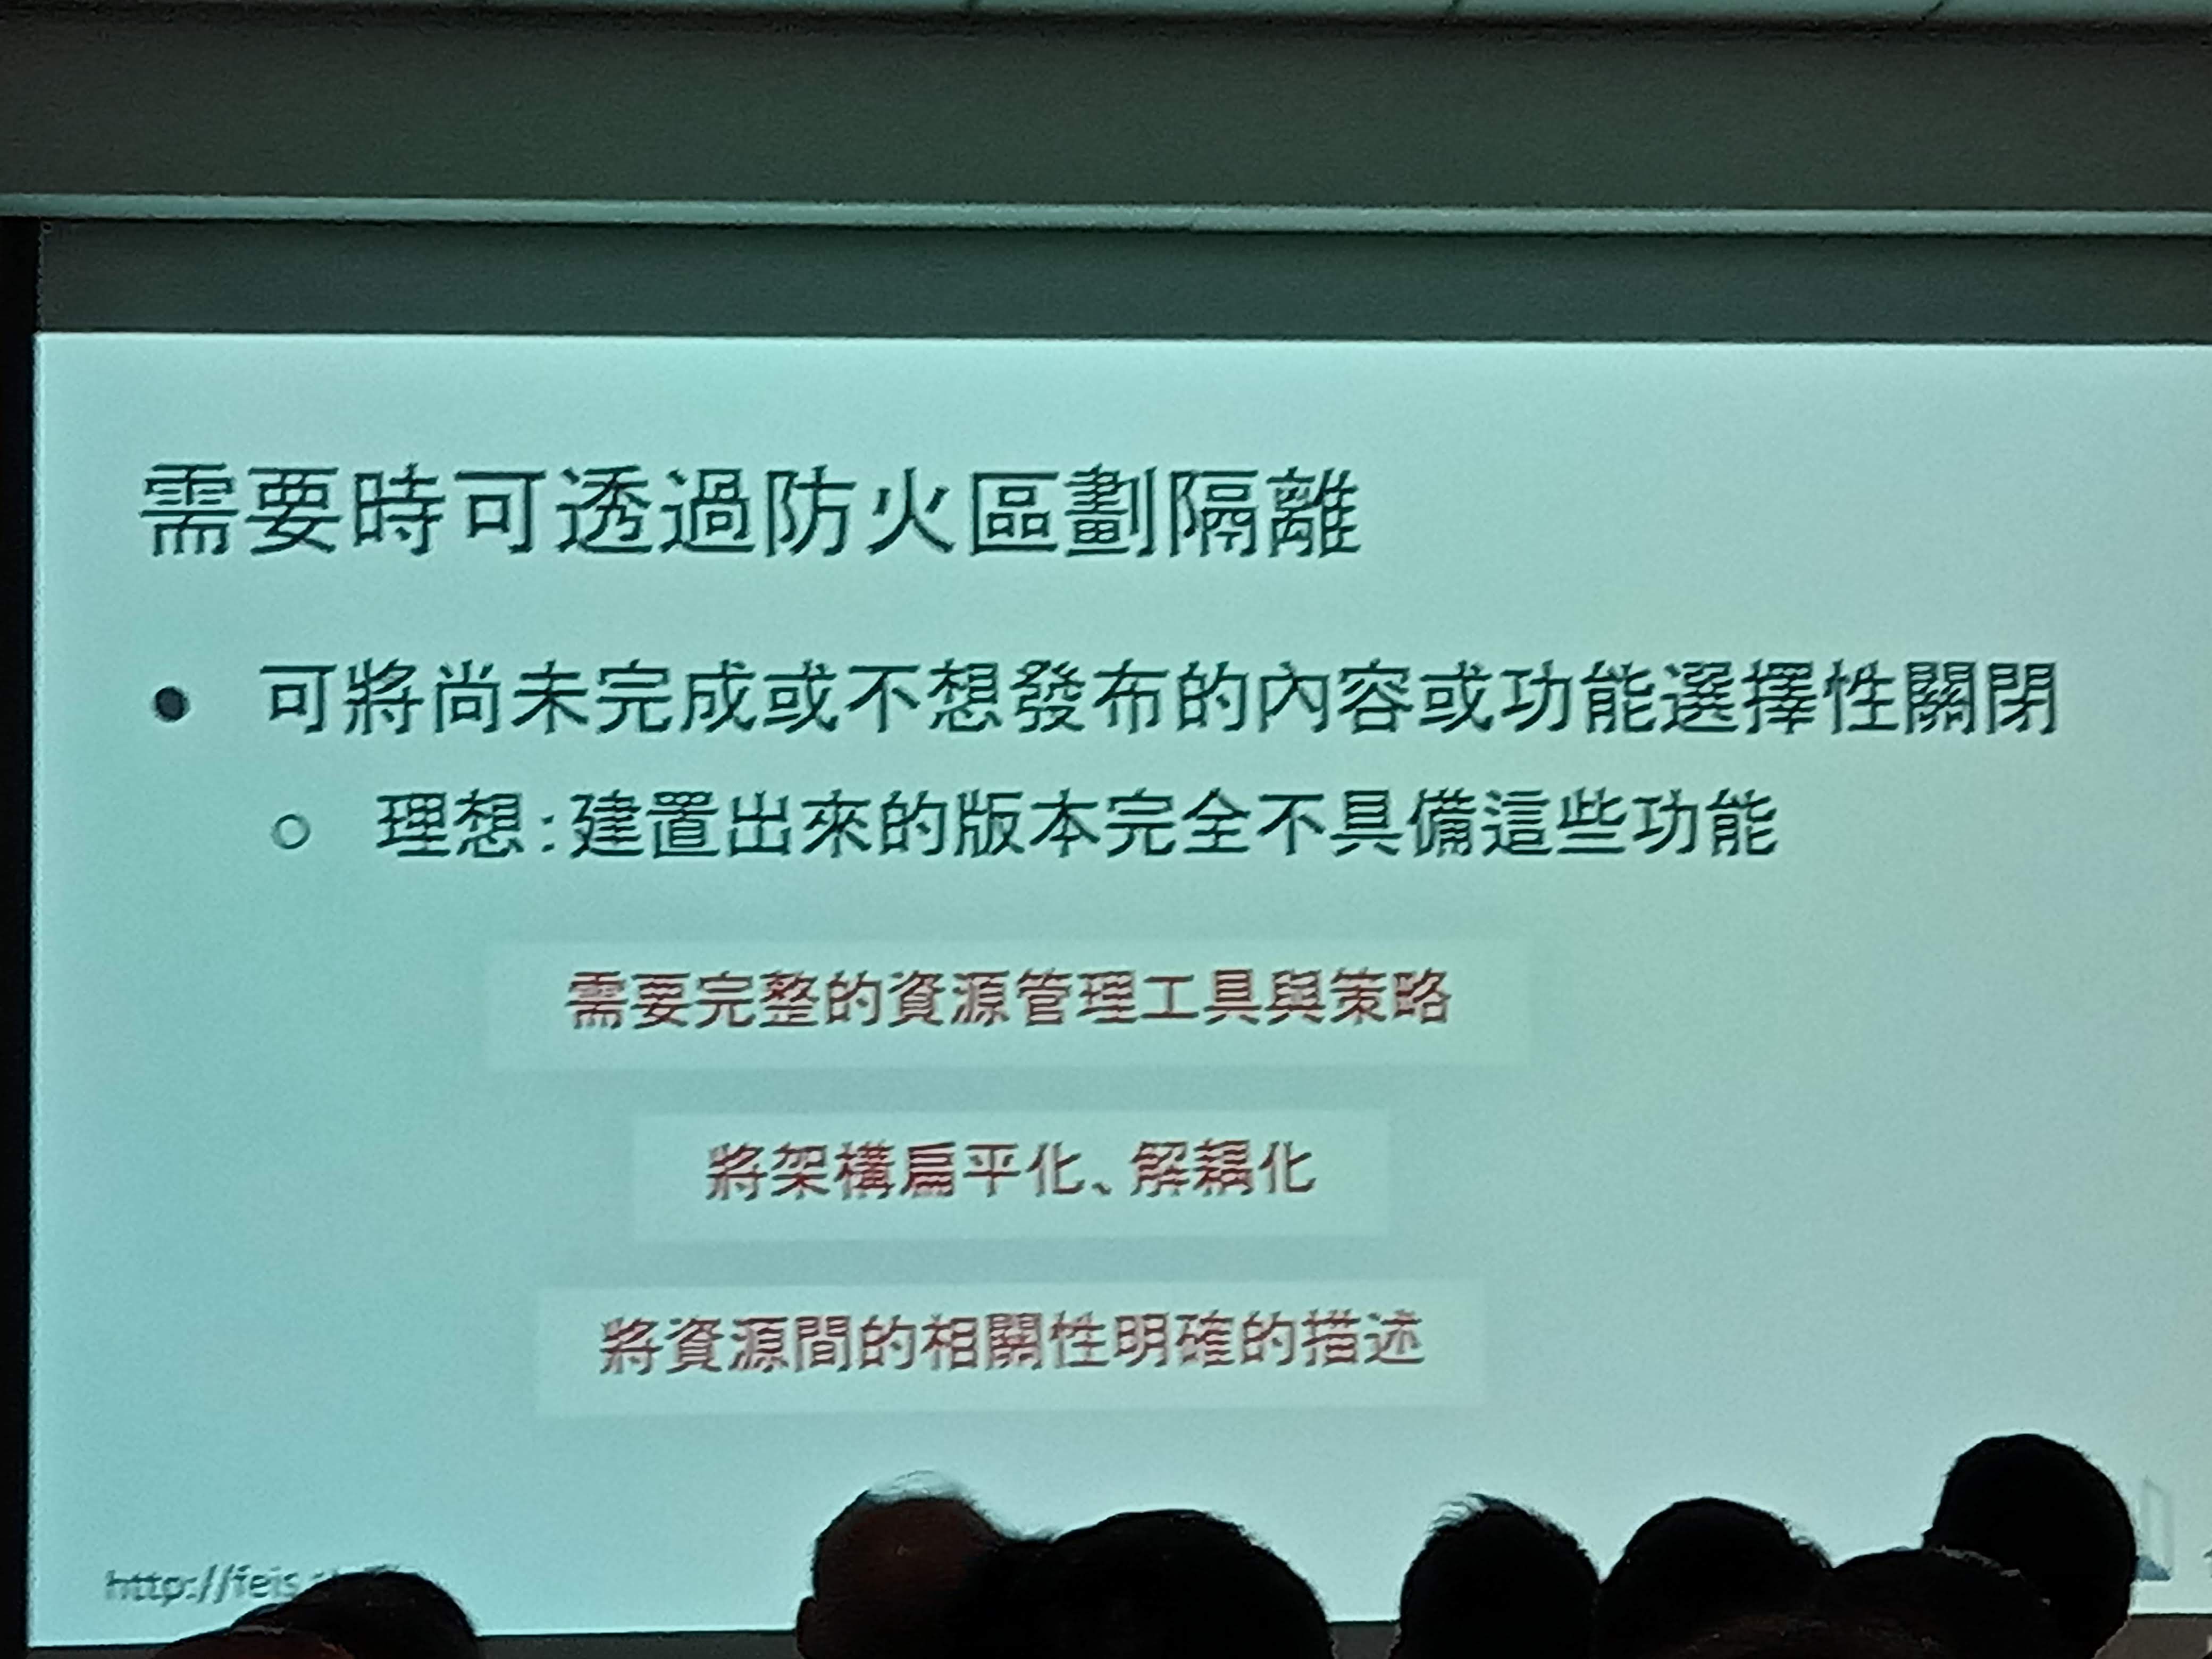 需要時可透過防火區劃隔離
● 可將尚未完成或不想發布的內容或功能選擇性關閉
○ 理想:建置出來的版本完全不具備這些功能
需要完整的資源管理工具與策略
將架構扁平化、解耦化
將資源間的相關性明確的描述
http://feis.